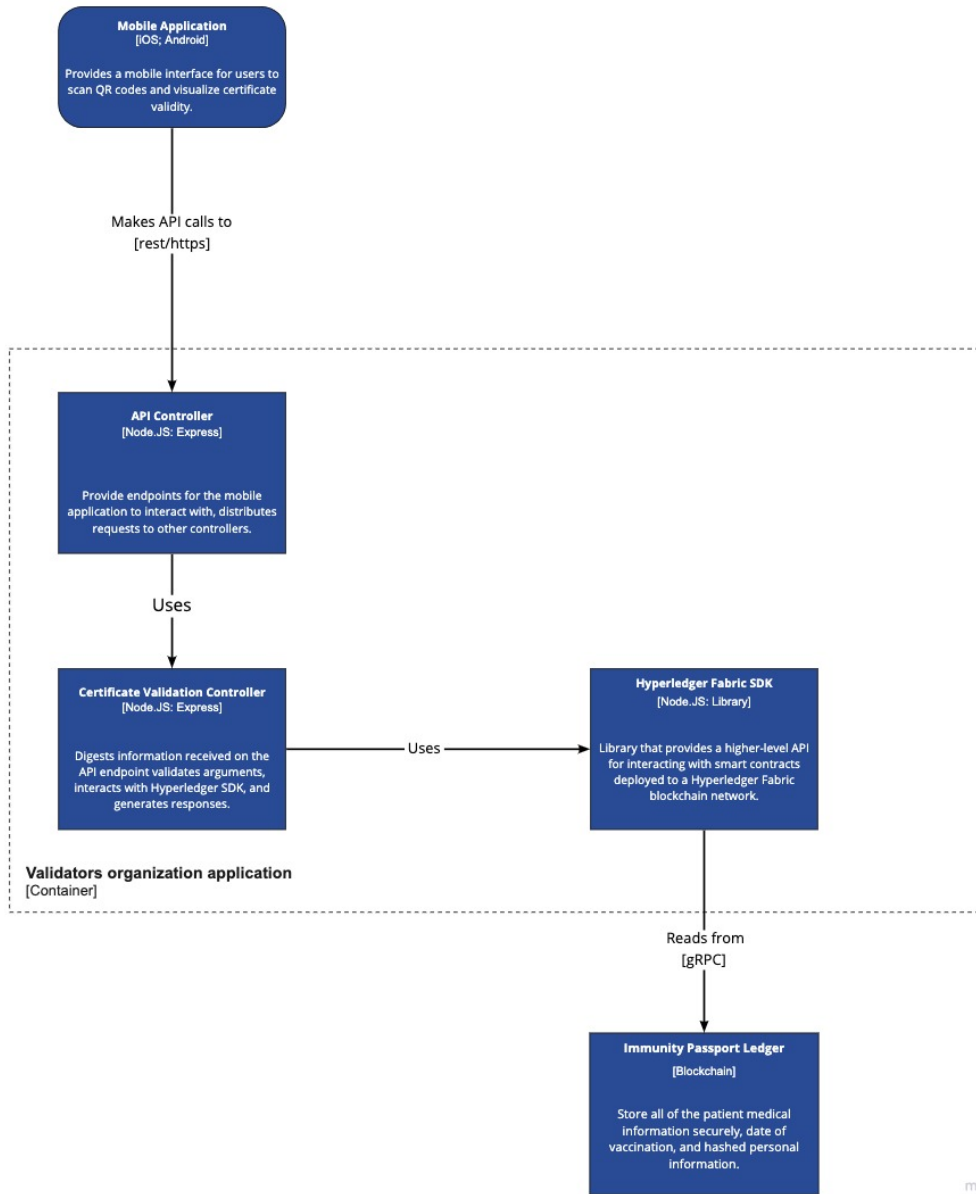 Mobile Application
[iOS; Android]
Provides a mobile interface for users to
scan QR codes and visualize certificate
validity.
Makes API calls to
[rest/https]
API Controller
[Node.JS: Express]
Provide endpoints for the mobile
application to interact with, distributes
requests to other controllers.
Uses
Certificate Validation Controller
[Node.JS: Express]
Digests information received on the
API endpoint validates arguments,
interacts with Hyperledger SDK, and
generates responses.
Uses
Hyperledger Fabric SDK
[Node.JS: Library]
Library that provides a higher-level API
for interacting with smart contracts
deployed to a Hyperledger Fabric
blockchain network.
Validators organization application
[Container]
Reads from
[gRPC]
Immunity Passport Ledger
[Blockchain]
Store all of the patient medical
information securely, date of
vaccination, and hashed personal
information.